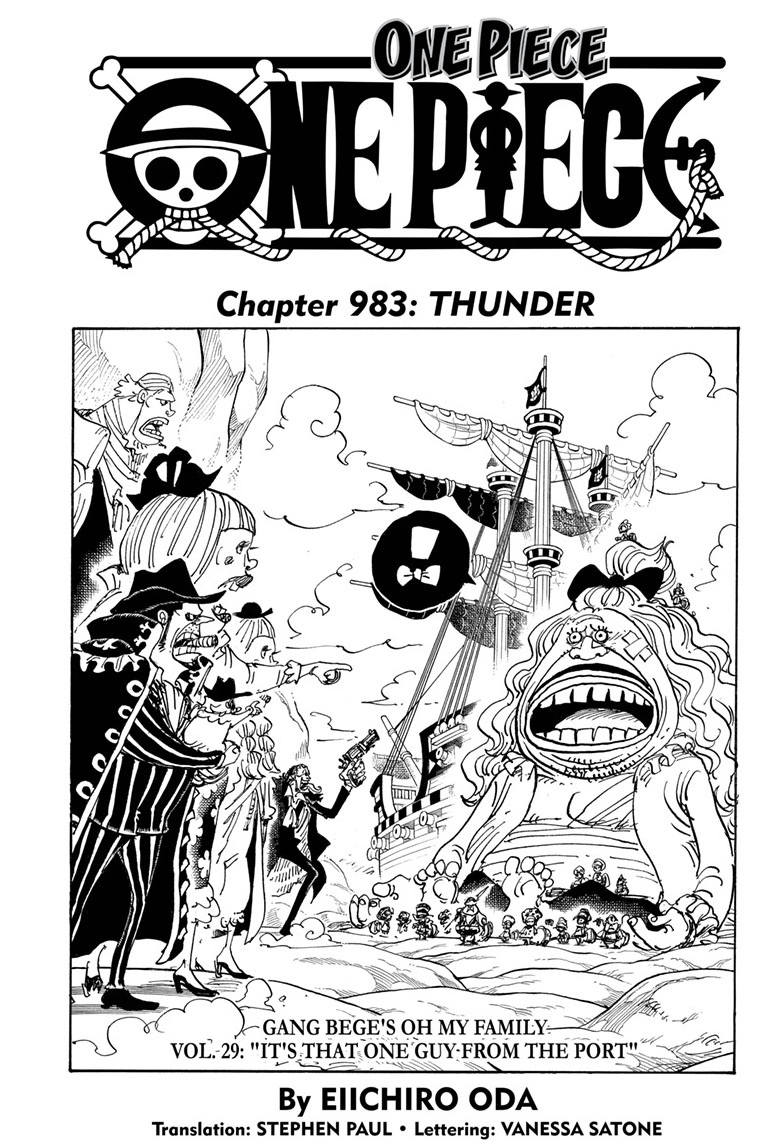 ONE PIECE
ONE PIECE
Chapter 983: THUNDER
GANG BEGE'S OH MY FAMILY
VOL. 29: "IT'S THAT ONE GUY FROM THE PORT"
By EIICHIRO ODA
Translation: STEPHEN PAUL • Lettering: VANESSA SATONE